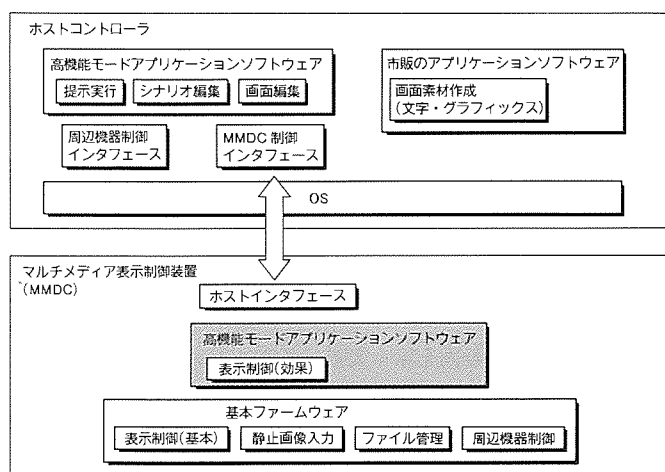 ホストコントローラ
高機能モードアプリケーションソフトウェア
提示実行
シナリオ編集
画面編集
市販のアプリケーションソフトウェア
画面素材作成
(文字・グラフィックス)
周辺機器制御
インタフェース
MMDC制御
インタフェース
OS
マルチメディア表示制御装置
(MMDC)
ホストインタフェース
高機能モードアプリケーションソフトウェア
表示制御(効果)
基本ファームウェア
表示制御(基本)
静止画像入力
ファイル管理
周辺機器制御